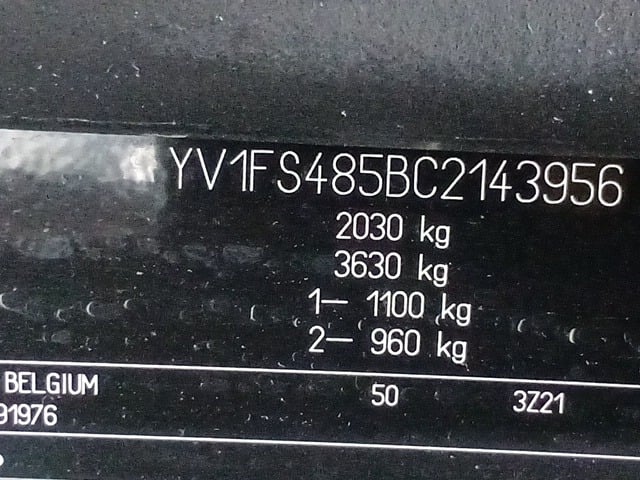 YV1FS485BC2143956
2030 kg
3630 kg
1– 1100 kg
2– 960 kg
BELGIUM 50 3Z21
91976